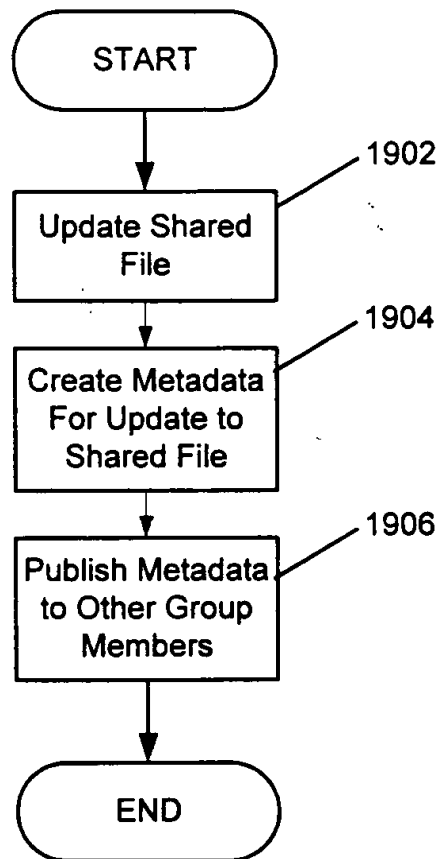 START
1902
Update Shared
File
1904
Create Metadata
For Update to
Shared File
1906
Publish Metadata
to Other Group
Members
END